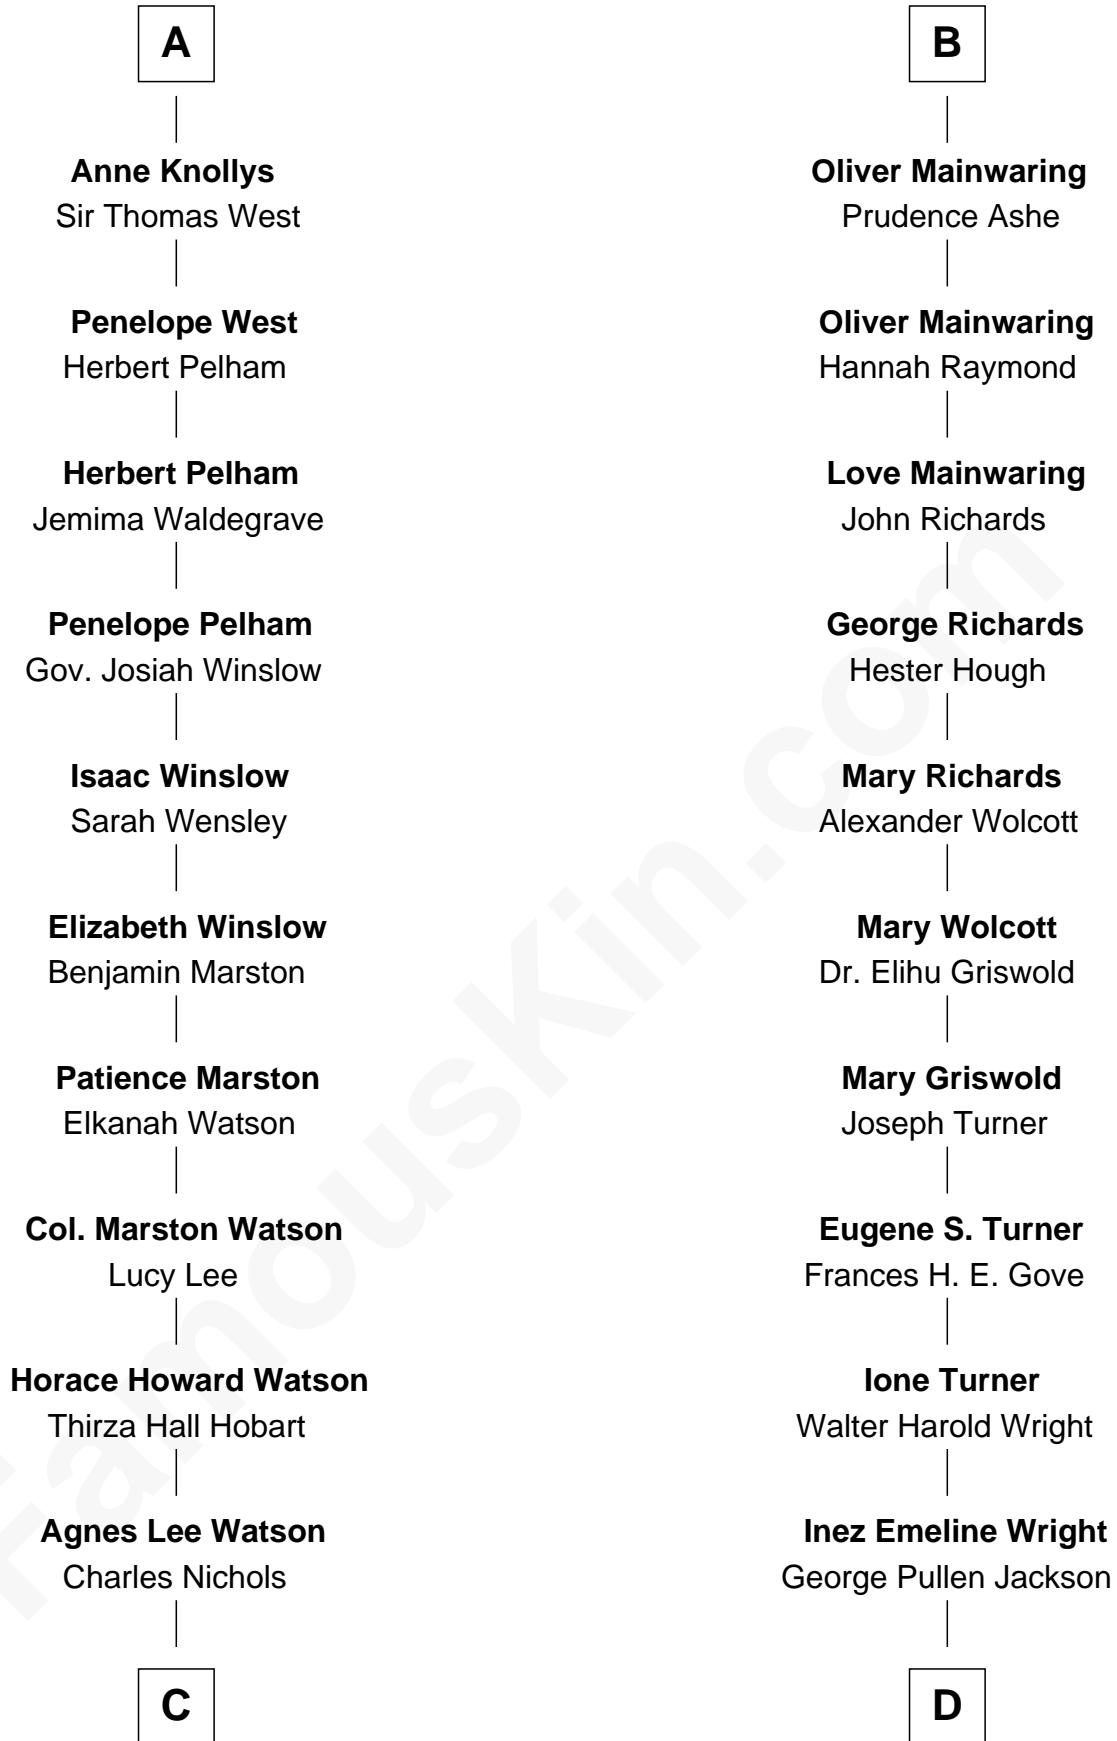 A
Anne Knollys
Sir Thomas West
Penelope West
Herbert Pelham
Herbert Pelham
Jemima Waldegrave
Penelope Pelham
Gov. Josiah Winslow
Isaac Winslow
Sarah Wensley
Elizabeth Winslow
Benjamin Marston
Patience Marston
Elkanah Watson
Col. Marston Watson
Lucy Lee
Horace Howard Watson
Thirza Hall Hobart
Agnes Lee Watson
Charles Nichols
C
B
Oliver Mainwaring
Prudence Ashe
Oliver Mainwaring
Hannah Raymond
Love Mainwaring
John Richards
George Richards
Hester Hough
Mary Richards
Alexander Wolcott
Mary Wolcott
Dr. Elihu Griswold
Mary Griswold
Joseph Turner
Eugene S. Turner
Frances H. E. Gove
Ione Turner
Walter Harold Wright
Inez Emeline Wright
George Pullen Jackson
D
FamousKin.com